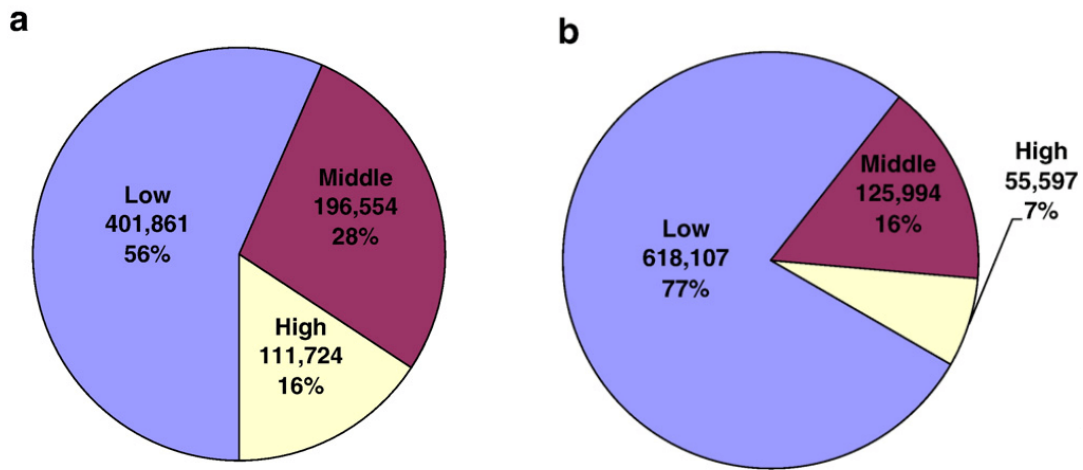 a
Low
401,861
56%
Middle
196,554
28%
High
111,724
16%
b
Low
618,107
77%
Middle
125,994
16%
High
55,597
7%